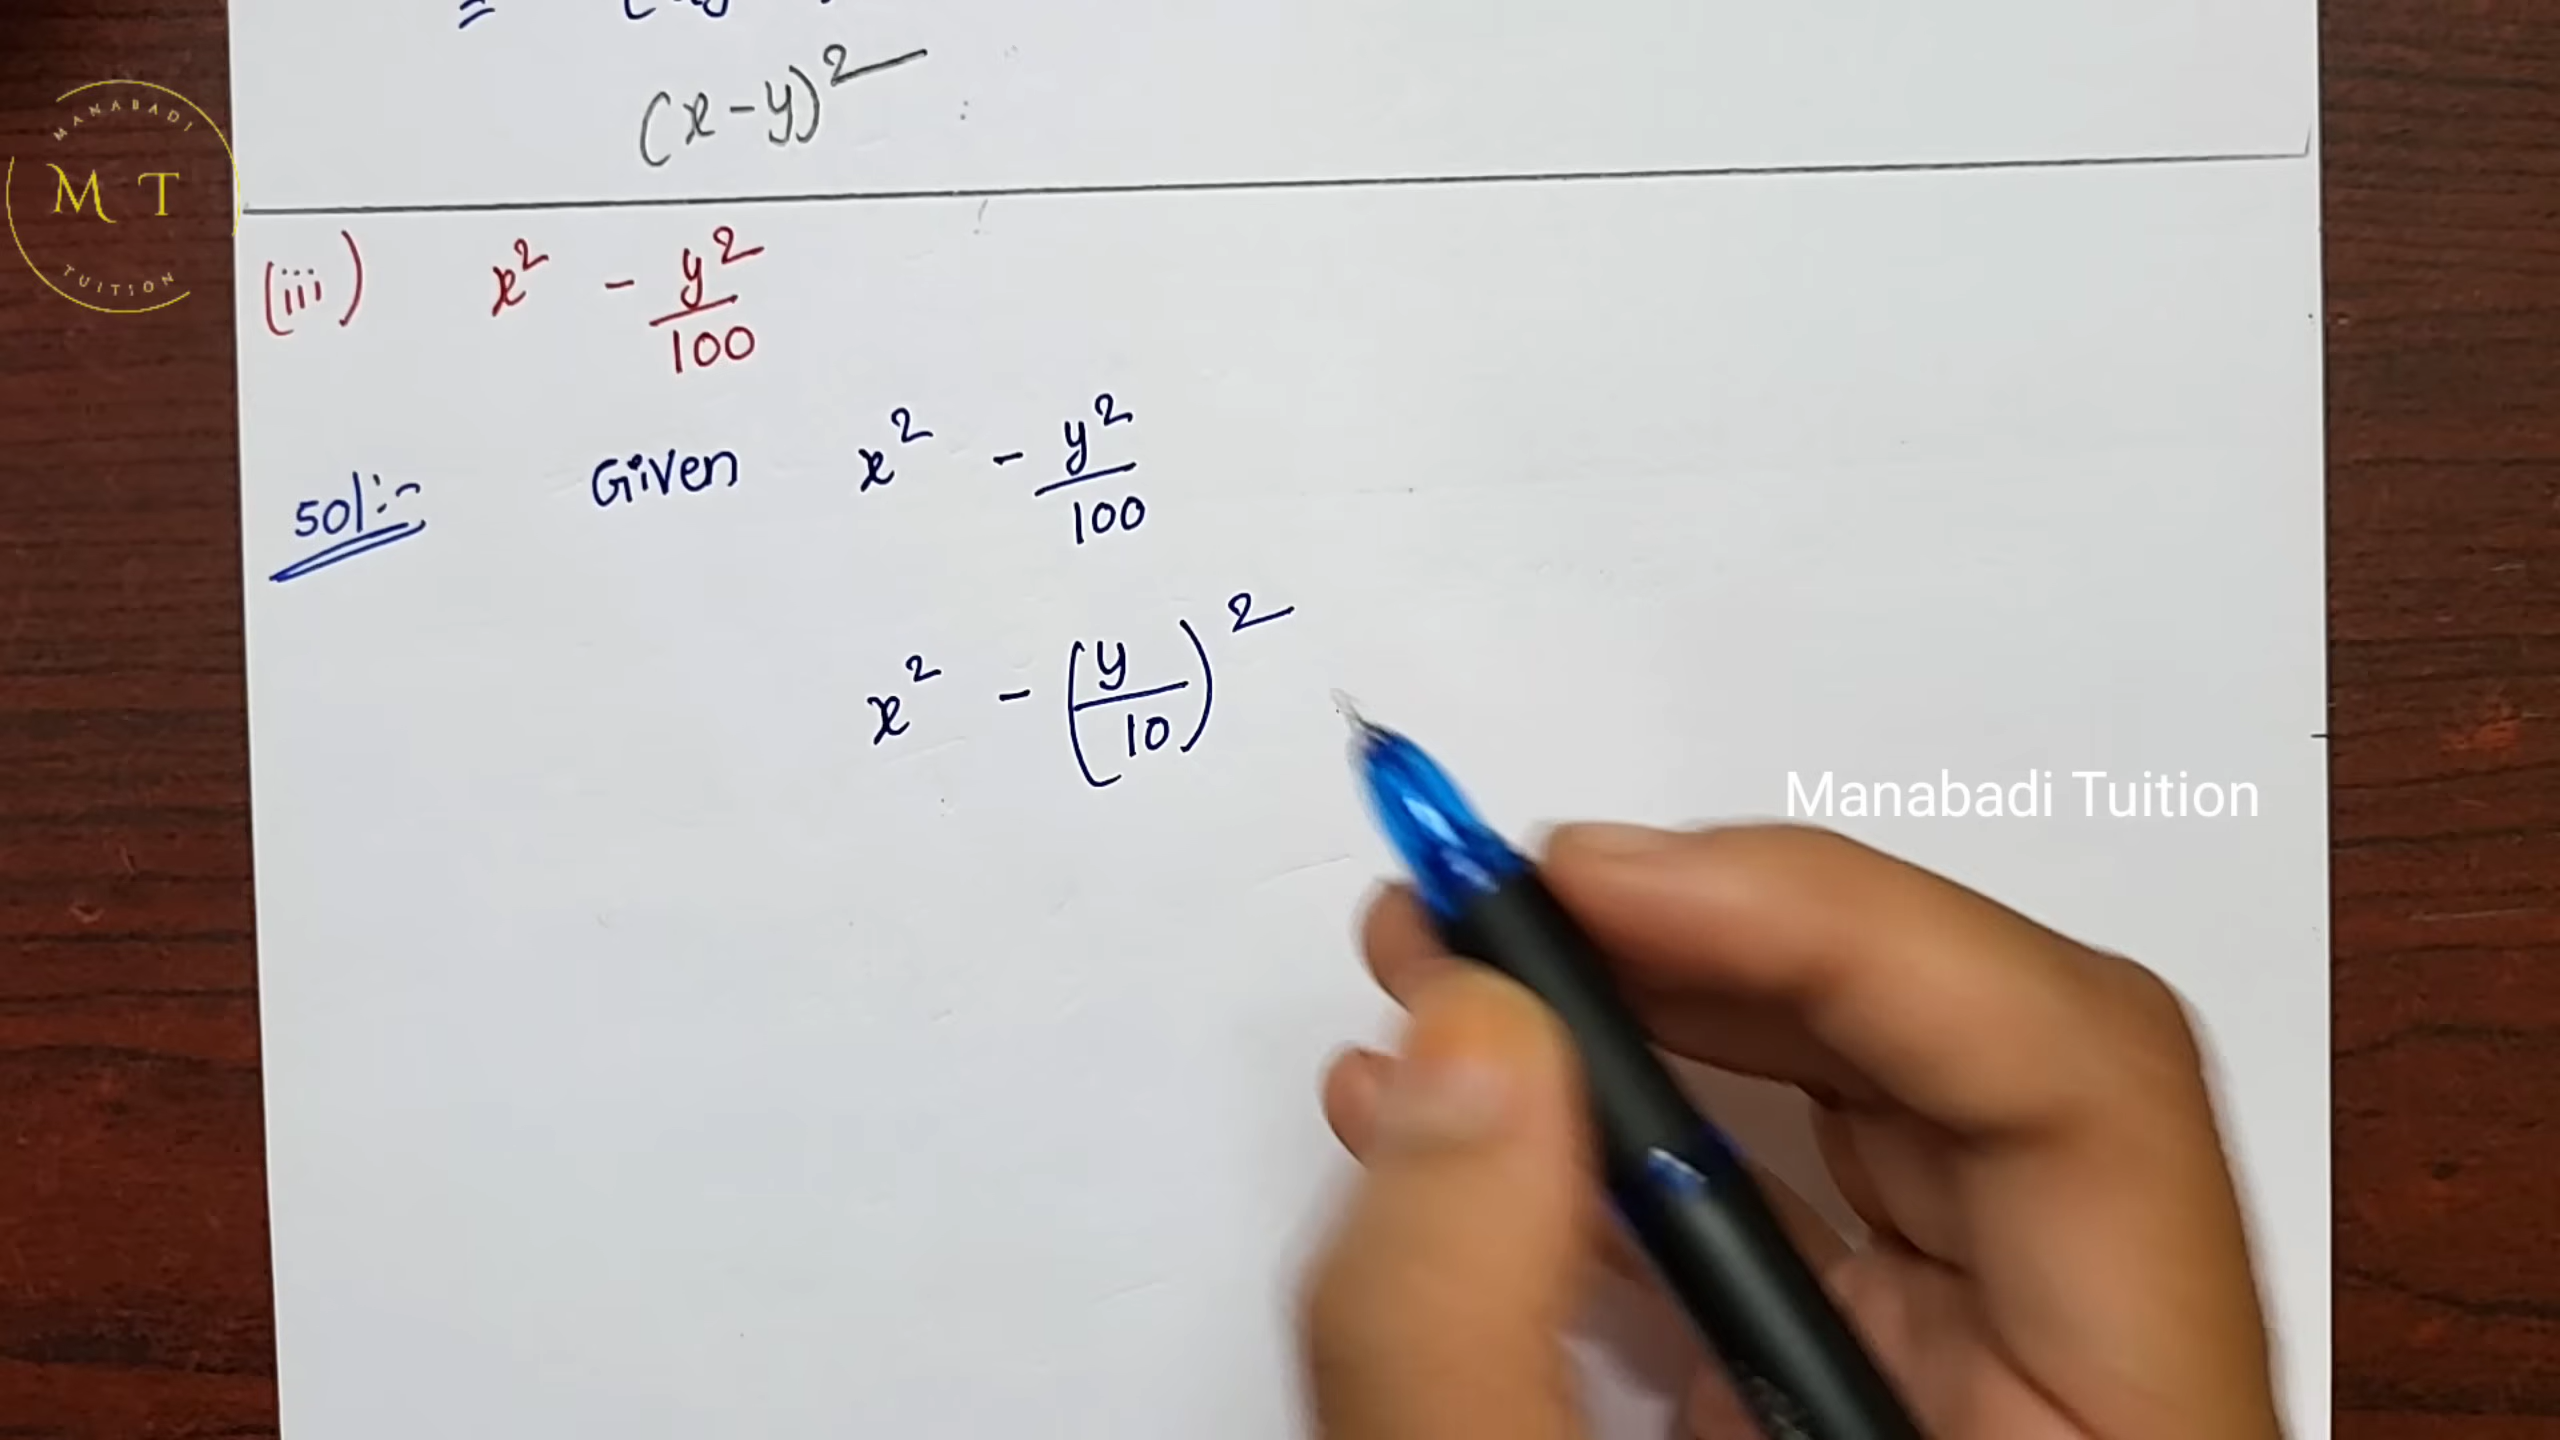 (x-y)²
MANABADI
M T
TUITION
(iii) x² - y²/100
Sol:- Given x² - y²/100
x² - (y/10)²
Manabadi Tuition